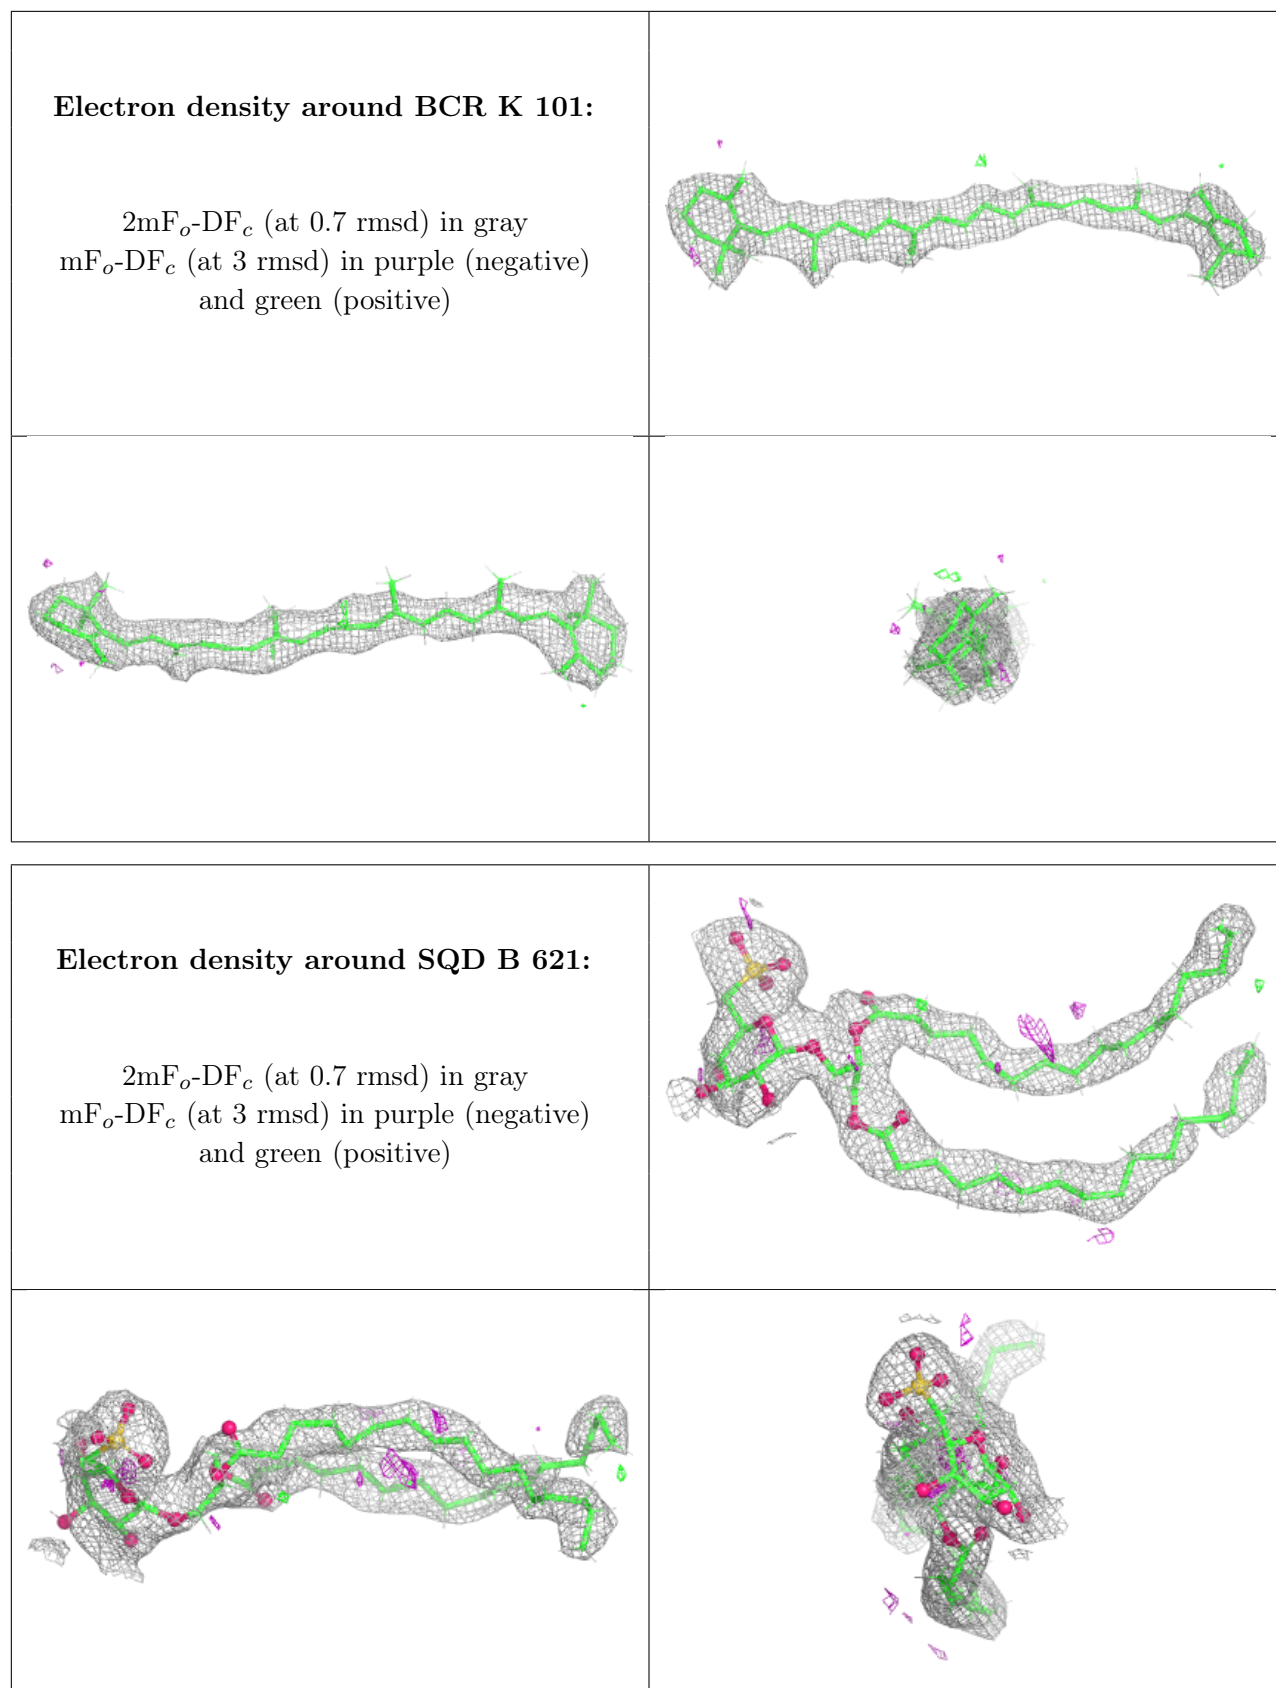 Electron density around BCR K 101:
2mFo-DFc (at 0.7 rmsd) in gray
mFo-DFc (at 3 rmsd) in purple (negative)
and green (positive)
Electron density around SQD B 621:
2mFo-DFc (at 0.7 rmsd) in gray
mFo-DFc (at 3 rmsd) in purple (negative)
and green (positive)